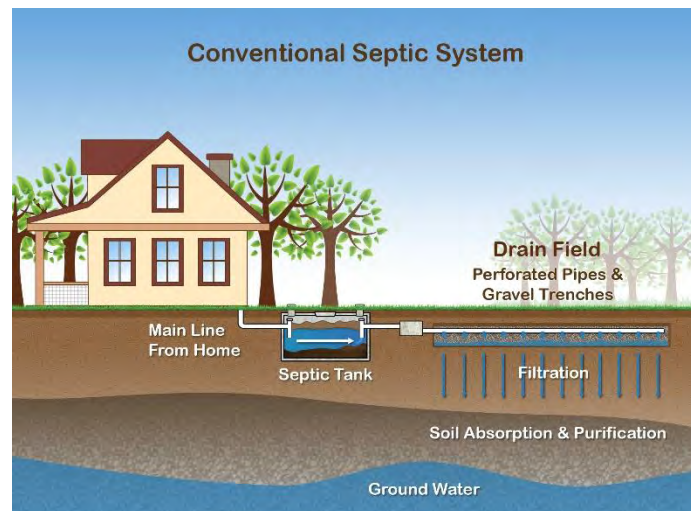 Conventional Septic System
Drain Field
Perforated Pipes &
Gravel Trenches
Main Line
From Home
Septic Tank
Filtration
Soil Absorption & Purification
Ground Water